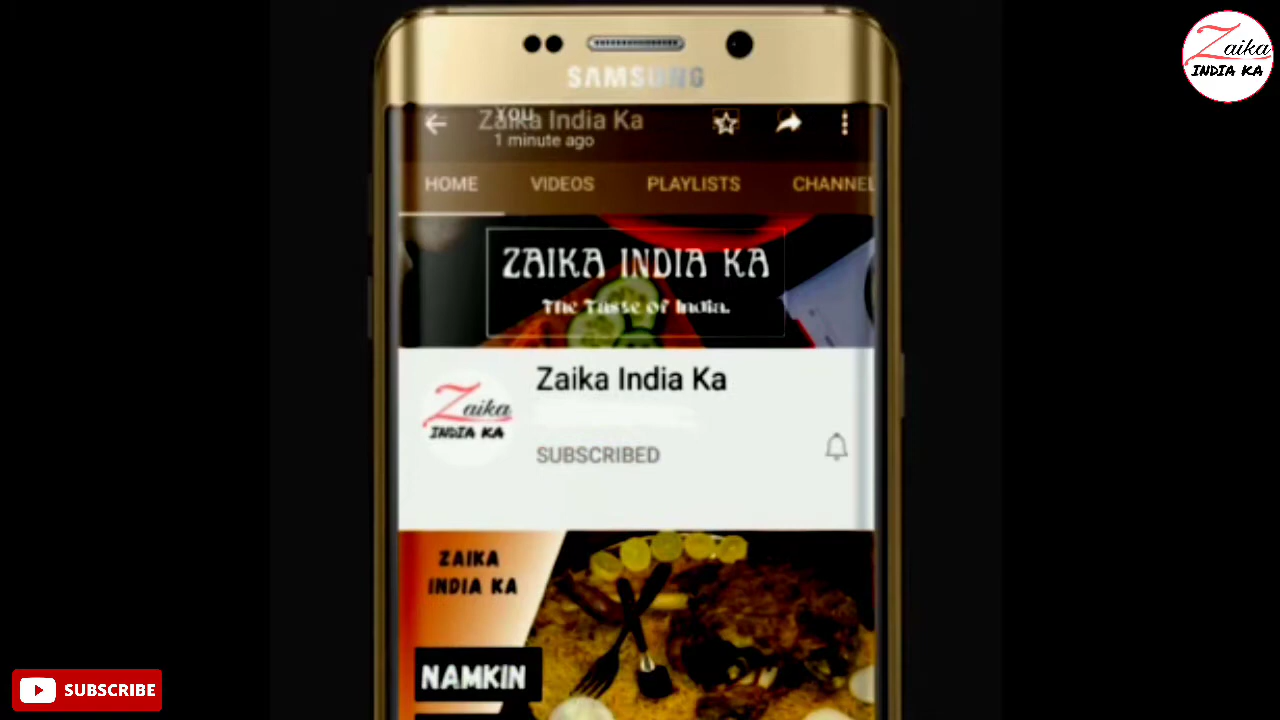 SAMSUNG
Zaika India Ka
You
1 minute ago
HOME VIDEOS PLAYLISTS CHANNEL
ZAIKA INDIA KA
The Taste of India.
Zaika India Ka
Zaika
INDIA KA
SUBSCRIBED
ZAIKA
INDIA KA
NAMKIN
Zaika
INDIA KA
SUBSCRIBE